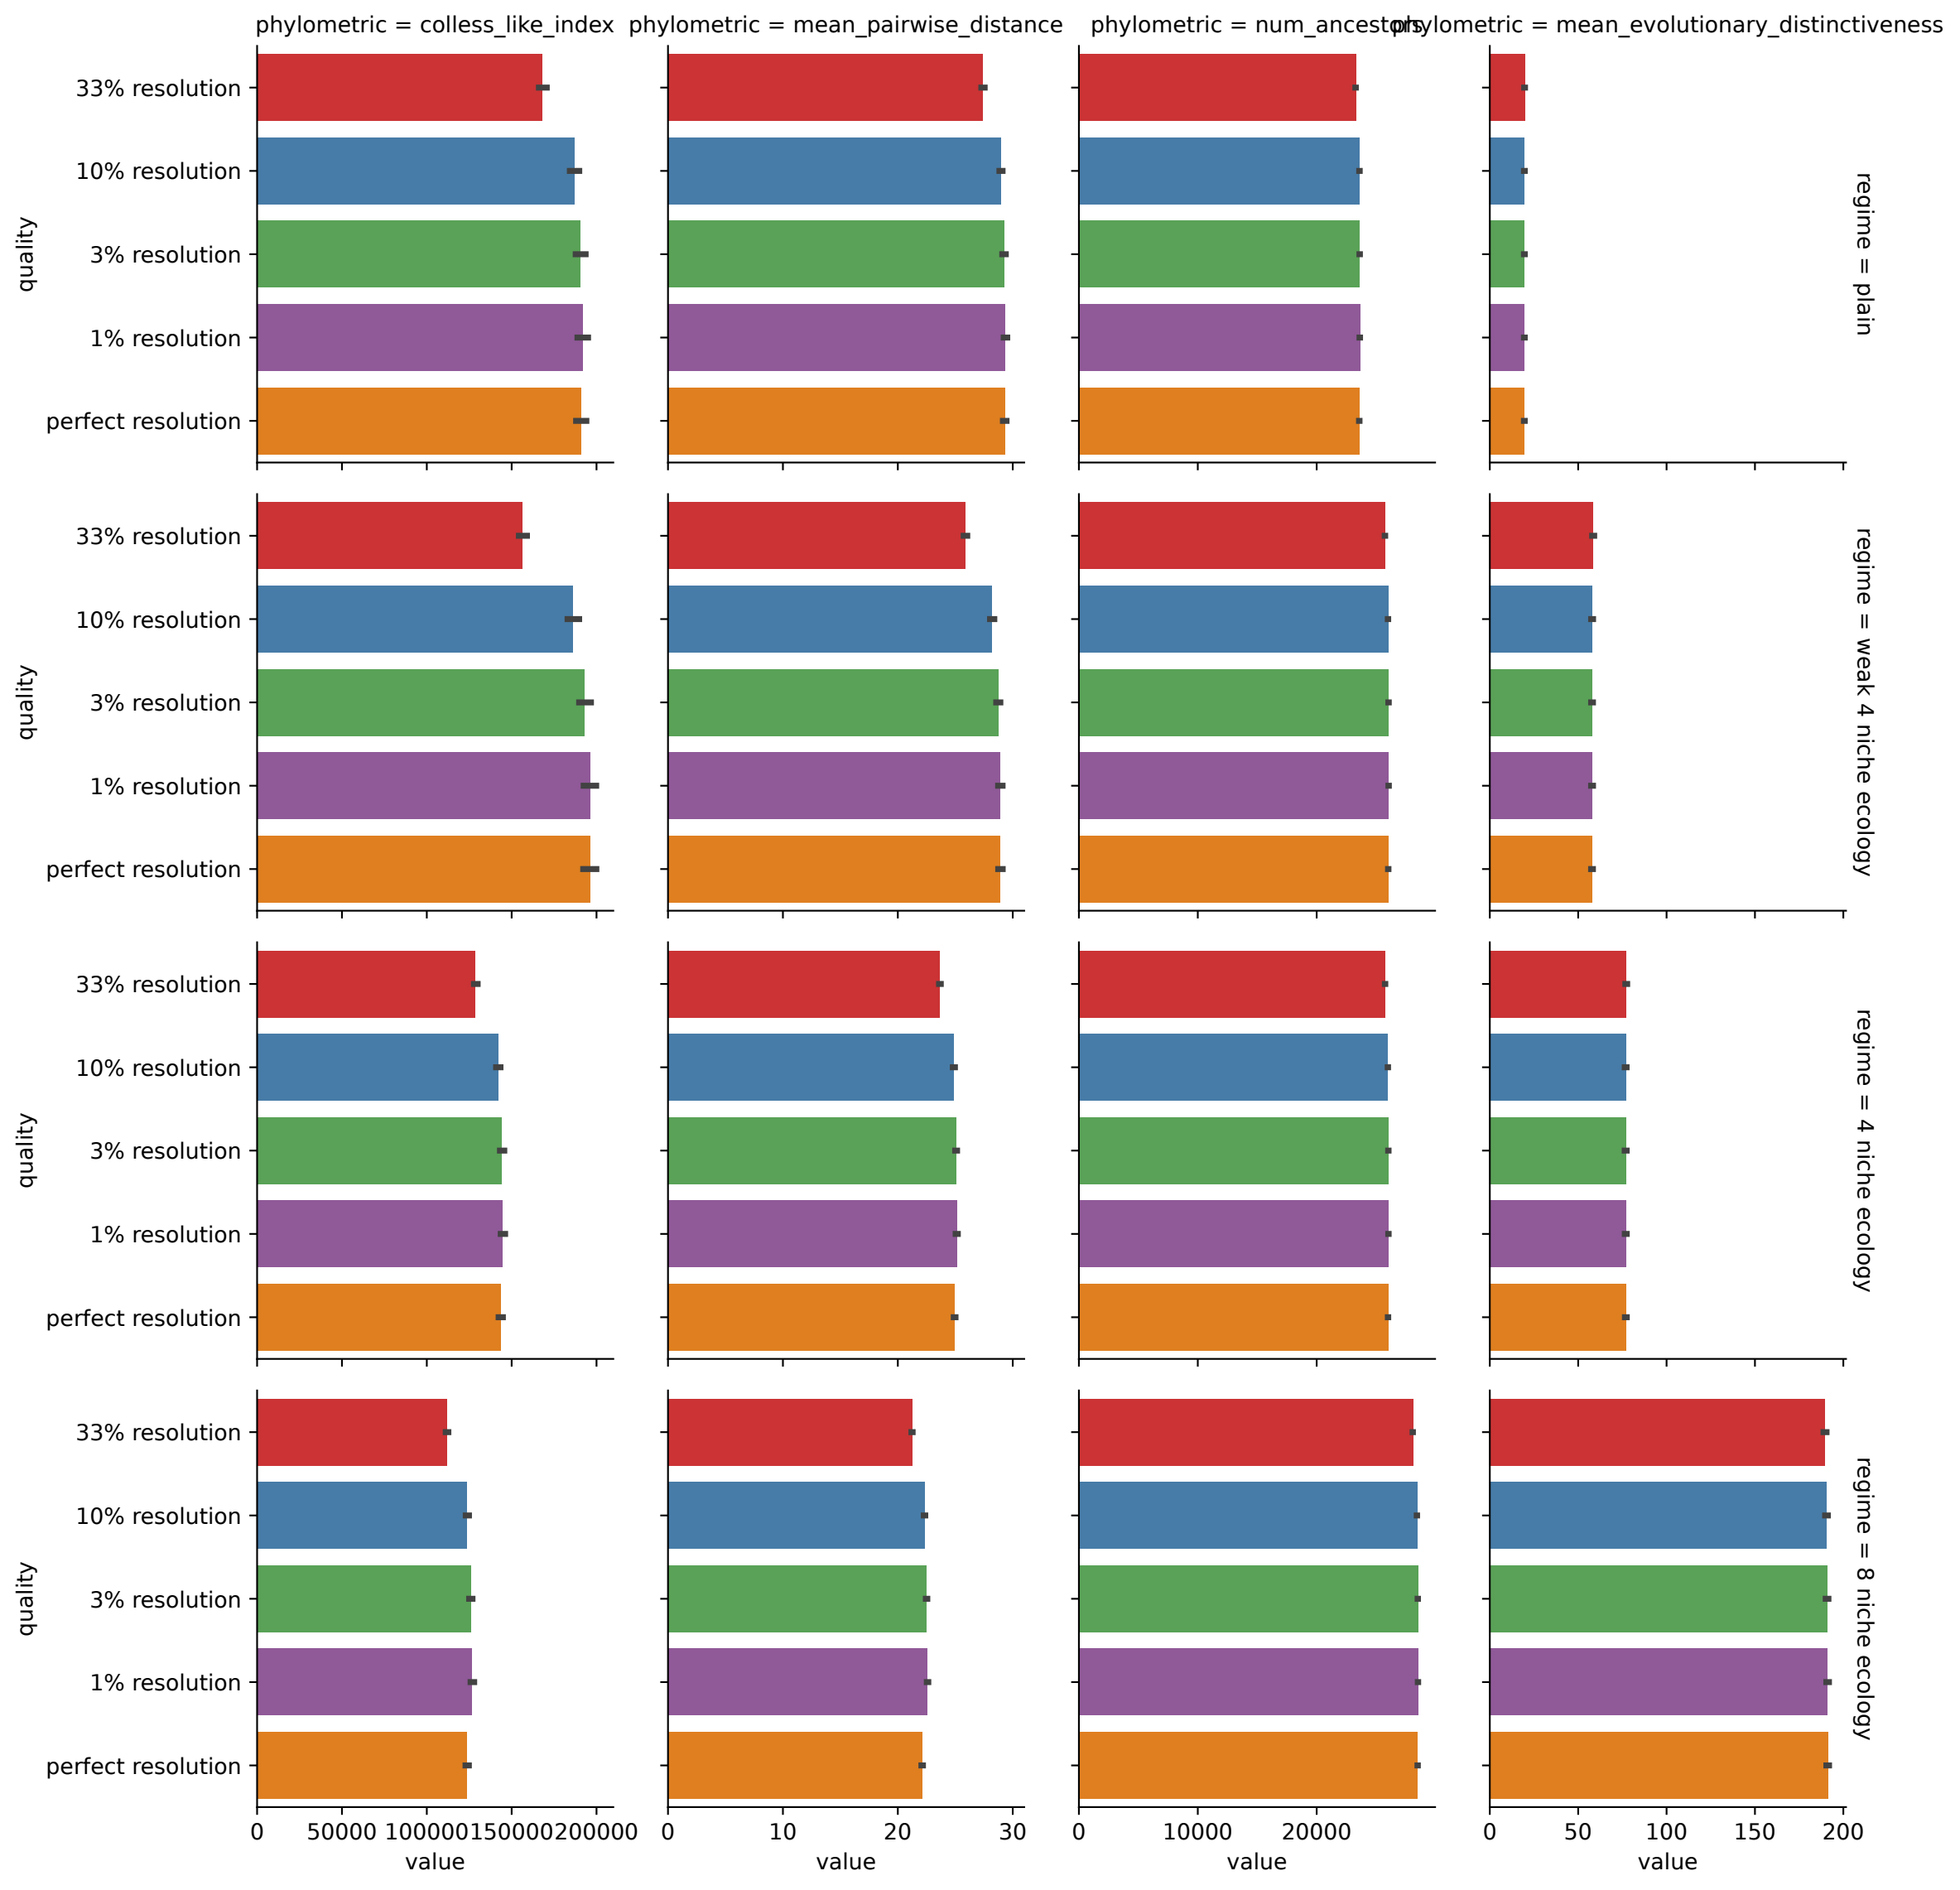 phylometric = colless_like_index
phylometric = mean_pairwise_distance
phylometric = num_ancestors
phylometric = mean_evolutionary_distinctiveness
quality
33% resolution
10% resolution
3% resolution
1% resolution
perfect resolution
regime = plain
quality
33% resolution
10% resolution
3% resolution
1% resolution
perfect resolution
regime = weak 4 niche ecology
quality
33% resolution
10% resolution
3% resolution
1% resolution
perfect resolution
regime = 4 niche ecology
quality
33% resolution
10% resolution
3% resolution
1% resolution
perfect resolution
regime = 8 niche ecology
0 50000 100000 150000 200000
value
0 10 20 30
value
0 10000 20000
value
0 50 100 150 200
value